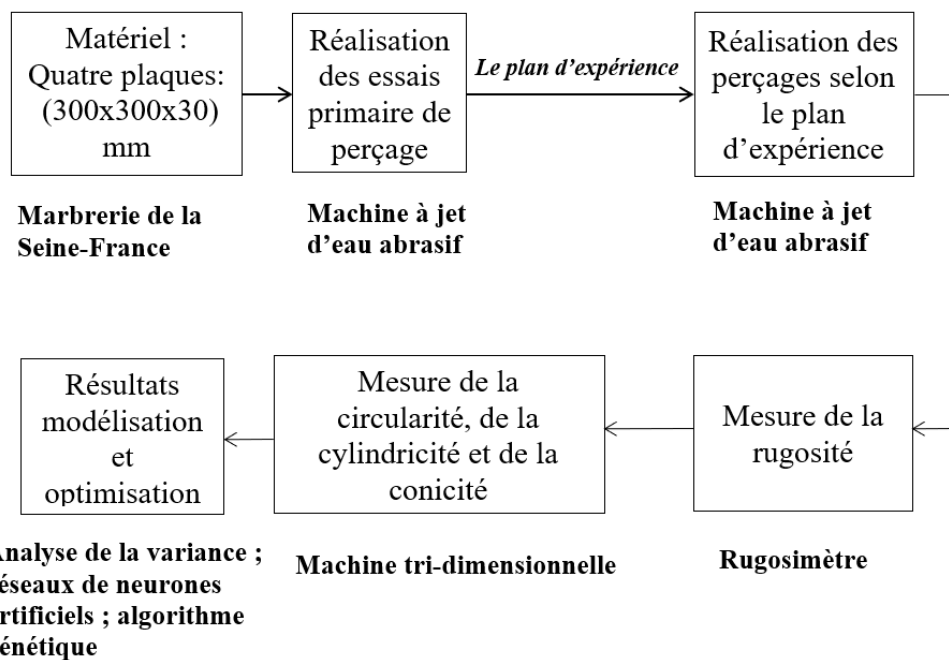 Matériel :
Quatre plaques:
(300x300x30)
mm
Marbrerie de la
Seine-France
Réalisation
des essais
primaire de
perçage
Machine à jet
d'eau abrasif
Le plan d'expérience
Réalisation des
perçages selon
le plan
d'expérience
Machine à jet
d'eau abrasif
Mesure de la
rugosité
Rugosimètre
Mesure de la
circularité, de la
cylindricité et de la
conicité
Machine tri-dimensionnelle
Résultats
modélisation
et
optimisation
Analyse de la variance ;
éseaux de neurones
rtificiels ; algorithme
énétique